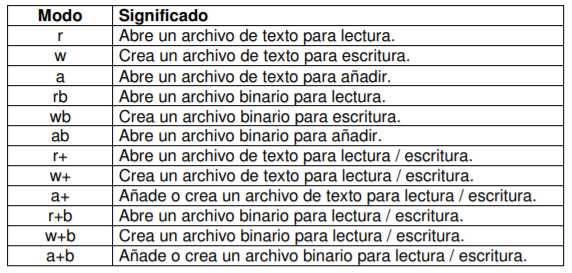 Modo Significado
r Abre un archivo de texto para lectura.
w Crea un archivo de texto para escritura.
a Abre un archivo de texto para añadir.
rb Abre un archivo binario para lectura.
wb Crea un archivo binario para escritura.
ab Abre un archivo binario para añadir.
r+ Abre un archivo de texto para lectura / escritura.
w+ Crea un archivo de texto para lectura / escritura.
a+ Añade o crea un archivo de texto para lectura / escritura.
r+b Abre un archivo binario para lectura / escritura.
w+b Crea un archivo binario para lectura / escritura.
a+b Añade o crea un archivo binario para lectura / escritura.